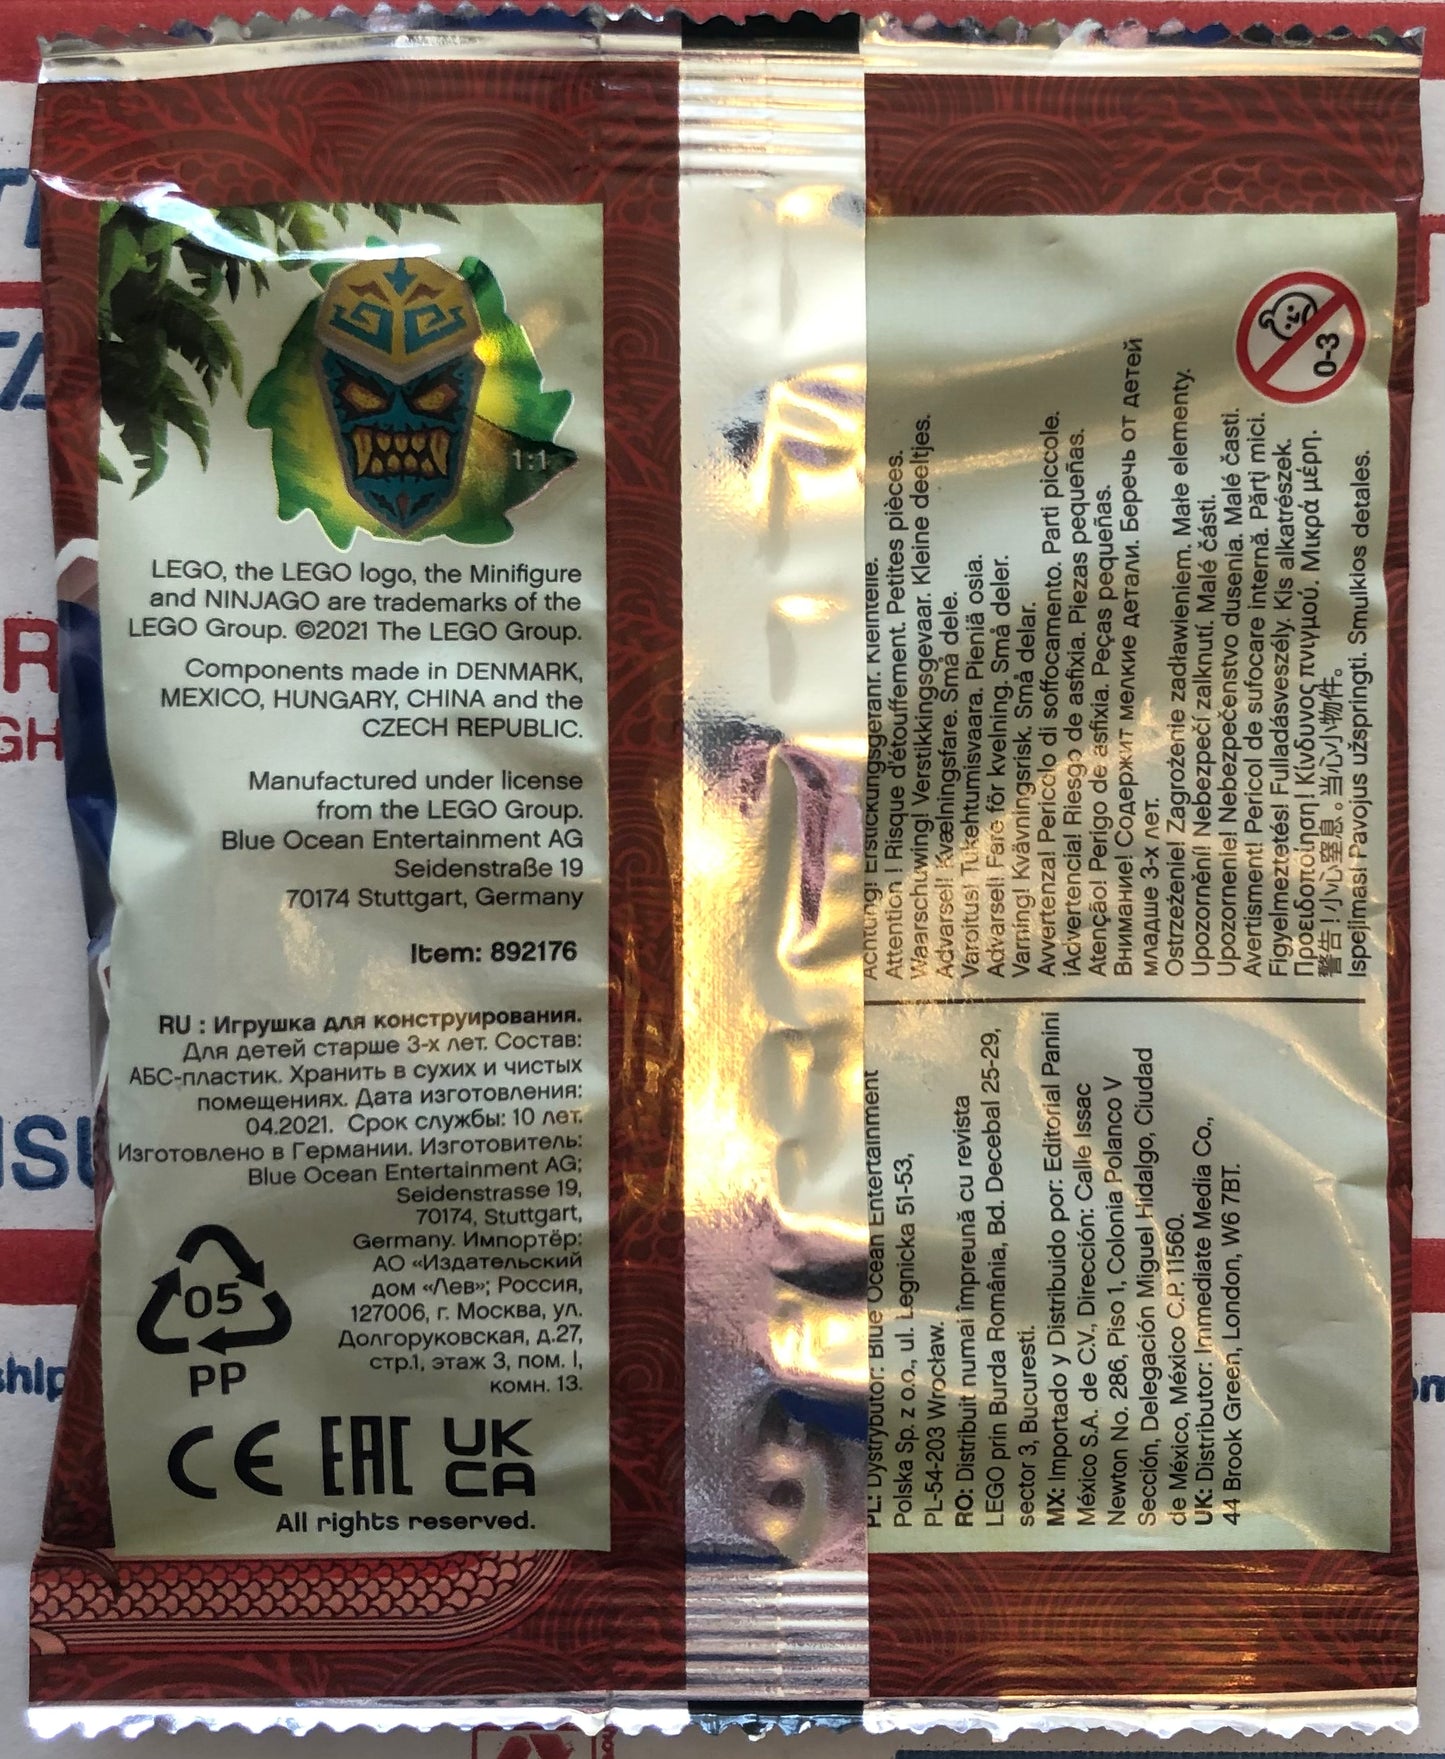 1:1
LEGO, the LEGO logo, the Minifigure
and NINJAGO are trademarks of the
LEGO Group. ©2021 The LEGO Group.
Components made in DENMARK,
MEXICO, HUNGARY, CHINA and the
CZECH REPUBLIC.
Manufactured under license
from the LEGO Group.
Blue Ocean Entertainment AG
Seidenstraße 19
70174 Stuttgart, Germany
Item: 892176
RU : Игрушка для конструирования.
Для детей старше 3-х лет. Состав:
АБС-пластик. Хранить в сухих и чистых
помещениях. Дата изготовления:
04.2021. Срок службы: 10 лет.
Изготовлено в Германии. Изготовитель:
Blue Ocean Entertainment AG;
Seidenstrasse 19,
70174, Stuttgart,
Germany. Импортёр:
АО «Издательский
дом «Лев»; Россия,
127006, г. Москва, ул.
Долгоруковская, д.27,
стр.1, этаж 3, пом. I,
комн. 13.
05
PP
CE EAC UK
CA
All rights reserved.
0-3
Achtung! Erstickungsgefahr. Kleinteile.
Attention ! Risque d'étouffement. Petites pièces.
Waarschuwing! Verstikkingsgevaar. Kleine deeltjes.
Advarsel! Kvælningsfare. Små dele.
Varoitus! Tukehtumisvaara. Pieniä osia.
Advarsel! Fare for kvelning. Små deler.
Varning! Kvävningsrisk. Små delar.
Avvertenza! Pericolo di soffocamento. Parti piccole.
¡Advertencia! Riesgo de asfixia. Piezas pequeñas.
Atenção! Perigo de asfixia. Peças pequeñas.
Внимание! Содержит мелкие детали. Беречь от детей
младше 3-х лет.
Ostrzeżenie! Zagrożenie zadławieniem. Małe elementy.
Upozornění! Nebezpečí zalknutí. Malé části.
Upozornenie! Nebezpečenstvo dusenia. Malé časti.
Avertisment! Pericol de sufocare internă. Părți mici.
Figyelmeztetés! Fulladásveszély. Kis alkatrészek.
Προειδοποίηση! Κίνδυνος πνιγμού. Μικρά μέρη.
警告！小心窒息。当心小物件。
Ispėjimas! Pavojus užspringti. Smulkios detales.
PL: Dystrybutor: Blue Ocean Entertainment
Polska Sp. z o.o., ul. Legnicka 51-53,
PL-54-203 Wrocław.
RO: Distribuit numai împreună cu revista
LEGO prin Burda România, Bd. Decebal 25-29,
sector 3, Bucuresti.
MX: Importado y Distribuido por: Editorial Panini
México S.A. de C.V., Dirección: Calle Issac
Newton No. 286, Piso 1, Colonia Polanco V
Sección, Delegación Miguel Hidalgo, Ciudad
de México, México C.P. 11560.
UK: Distributor: Immediate Media Co.,
44 Brook Green, London, W6 7BT.